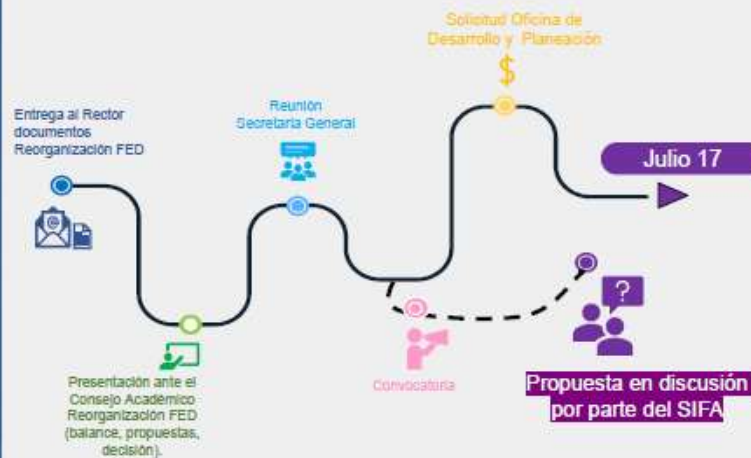 Solicitud Oficina de
Desarrollo y Planeación
$
Entrega al Rector
documentos
Reorganización FED
Reunión
Secretaria General
Julio 17
@
?
Presentación ante el
Consejo Académico
Reorganización FED
(balance, propuestas,
decisión).
Convocatoria
Propuesta en discusión
por parte del SIFA